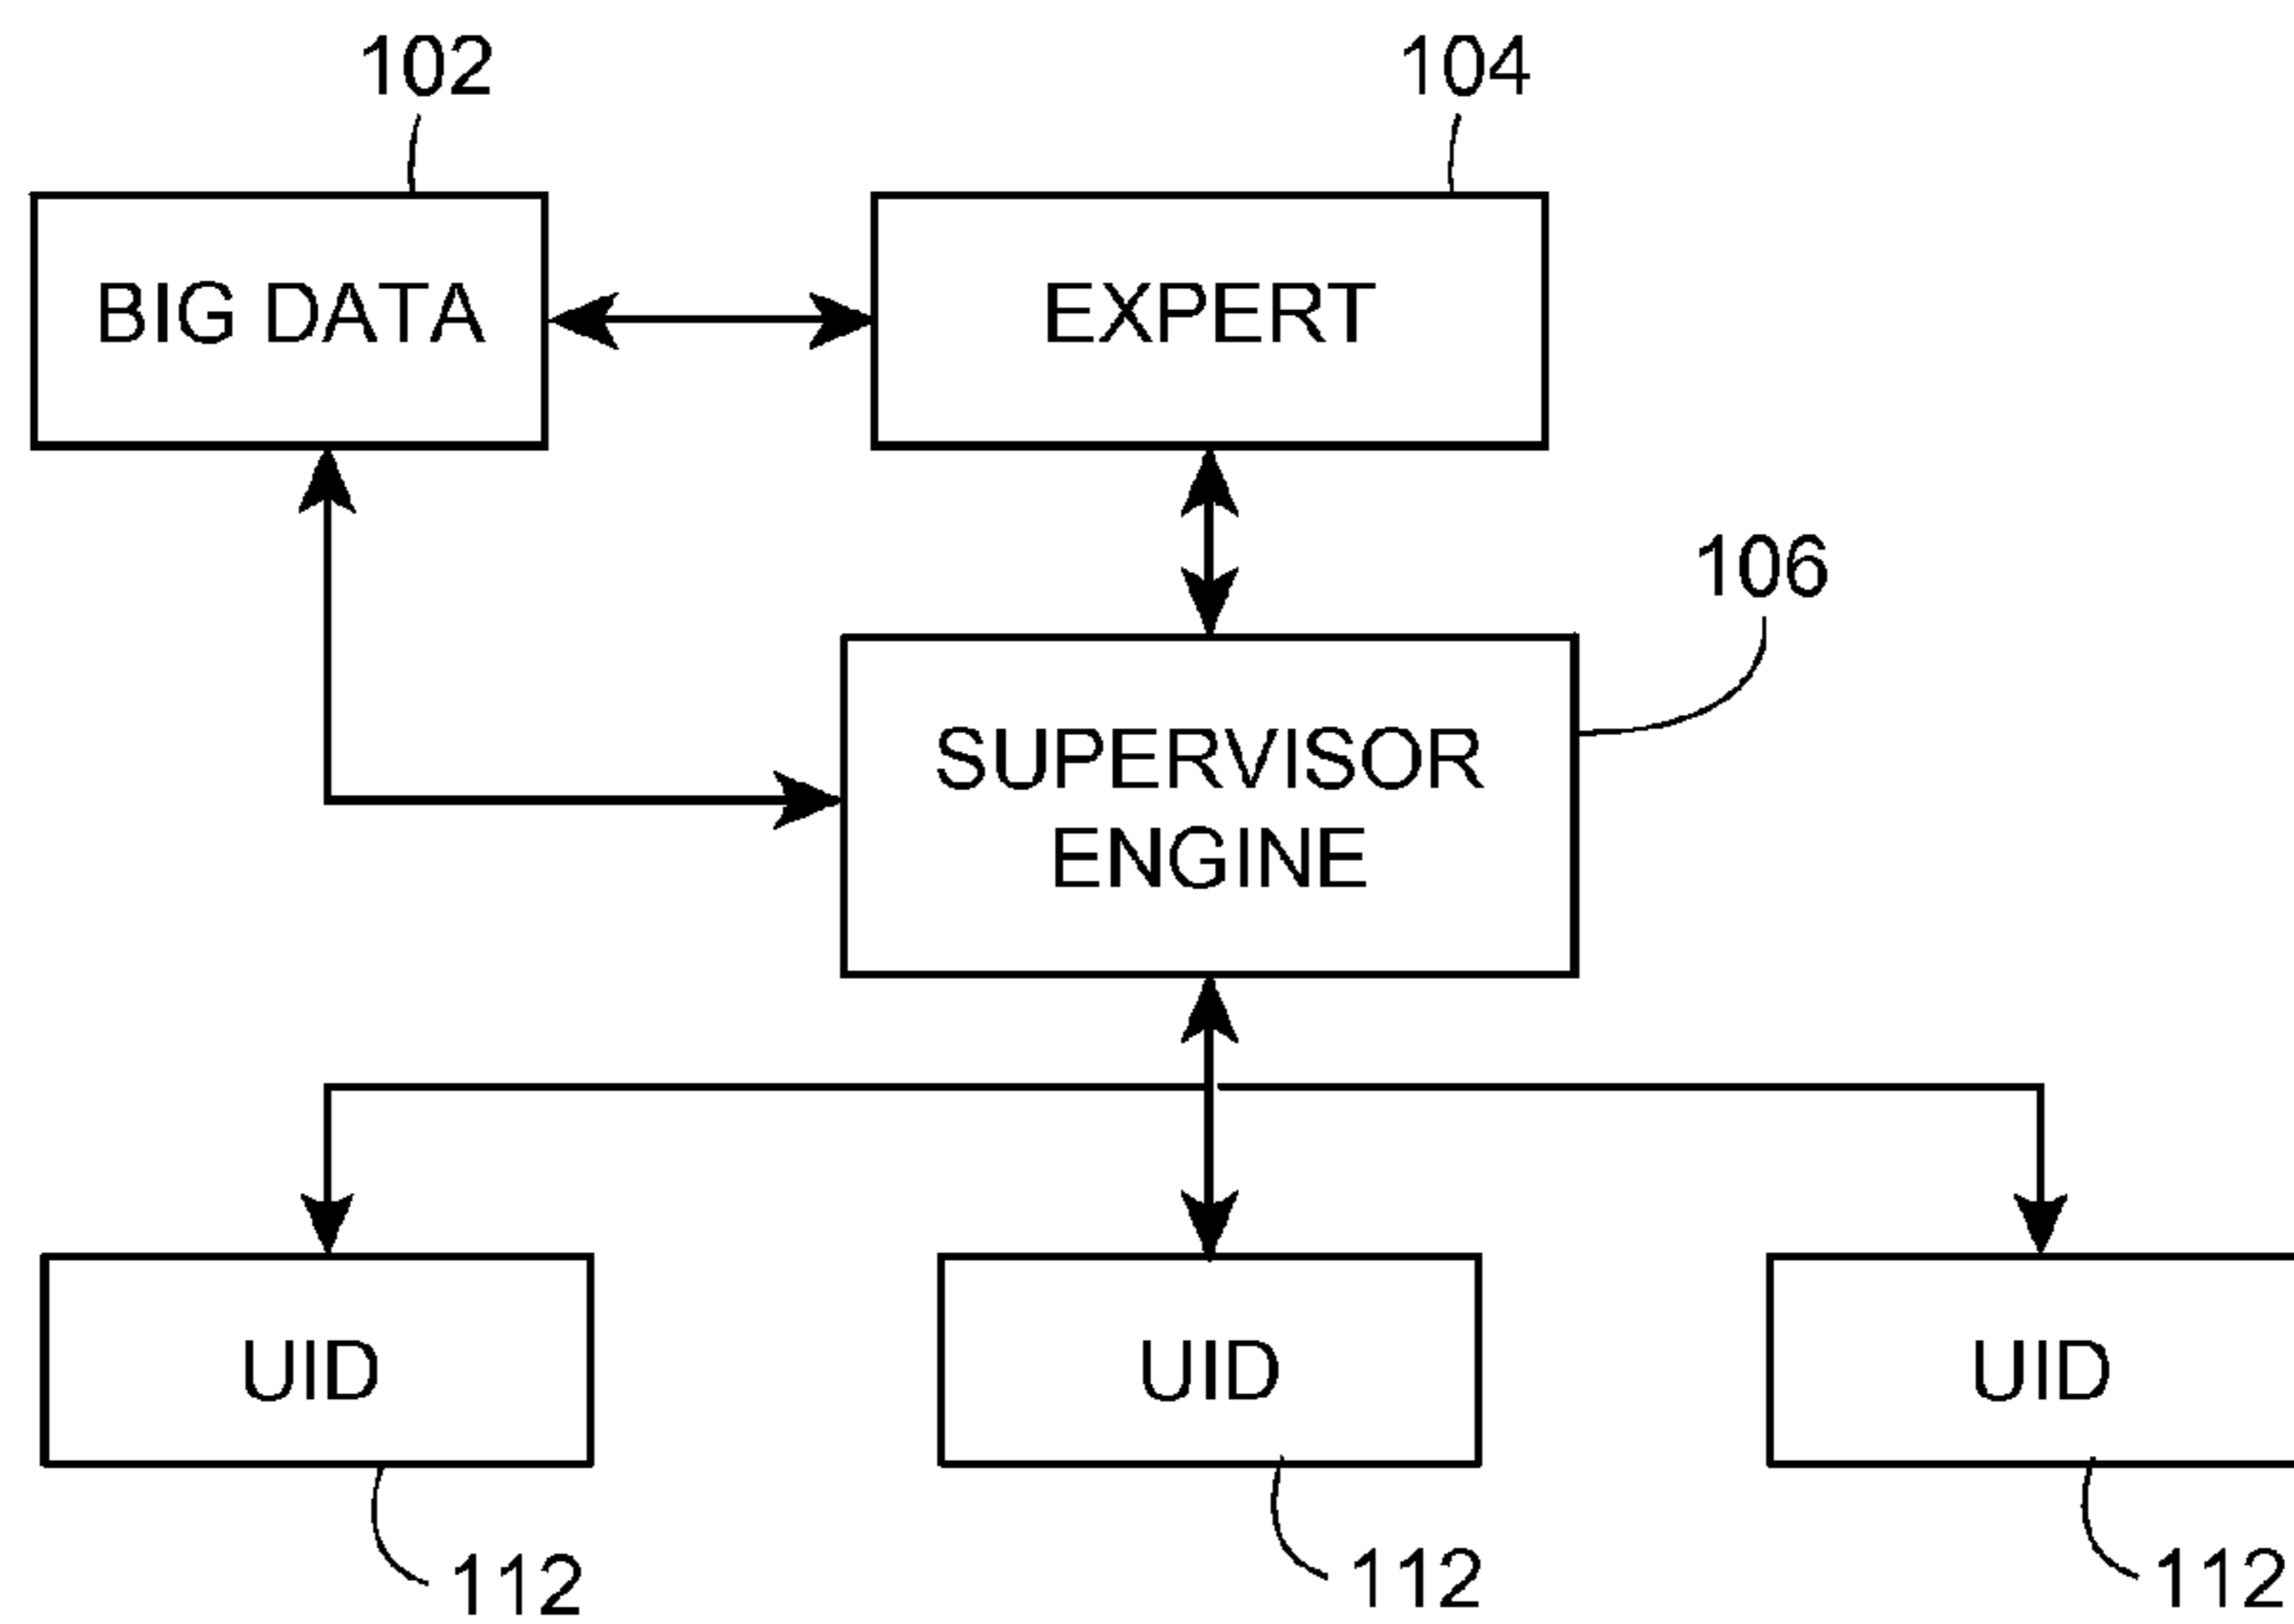 102
104
BIG DATA
EXPERT
106
SUPERVISOR
ENGINE
UID
UID
UID
112
112
112